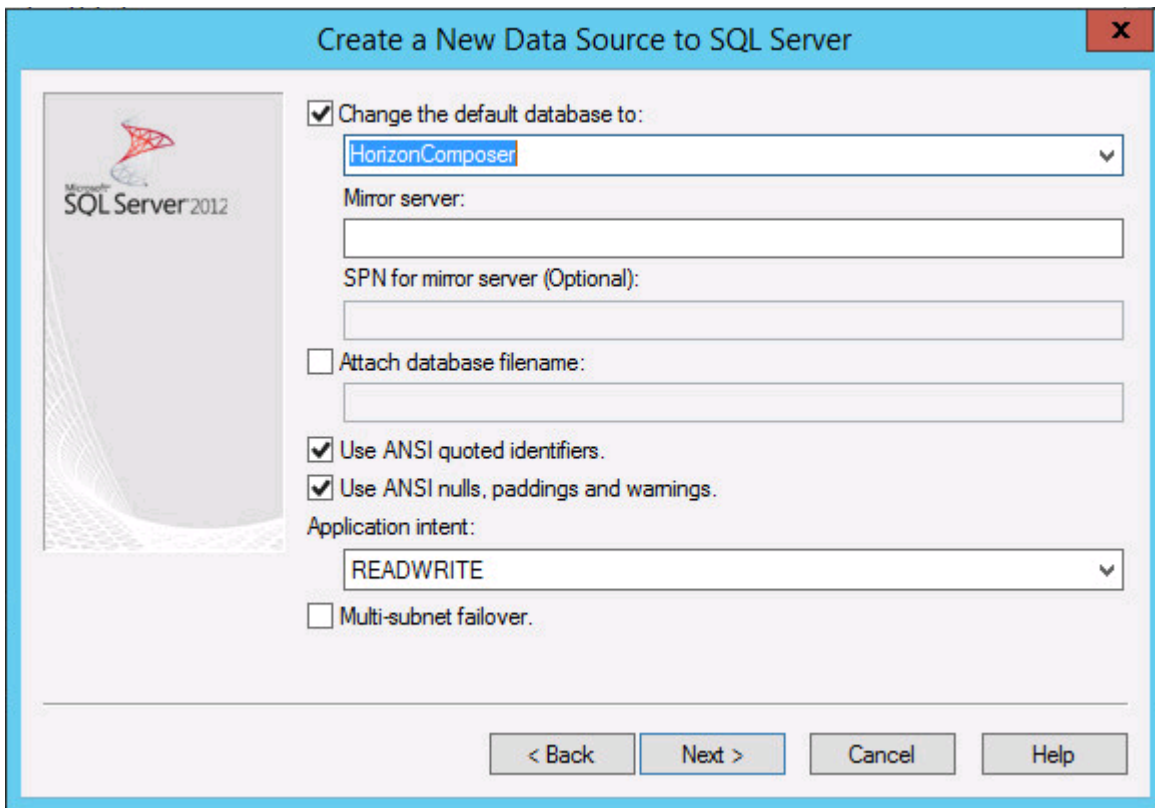 Create a New Data Source to SQL Server
x
Microsoft
SQL Server 2012
Change the default database to:
HorizonComposer
Mirror server:
SPN for mirror server (Optional):
Attach database filename:
Use ANSI quoted identifiers.
Use ANSI nulls, paddings and warnings.
Application intent:
READWRITE
Multi-subnet failover.
< Back
Next >
Cancel
Help